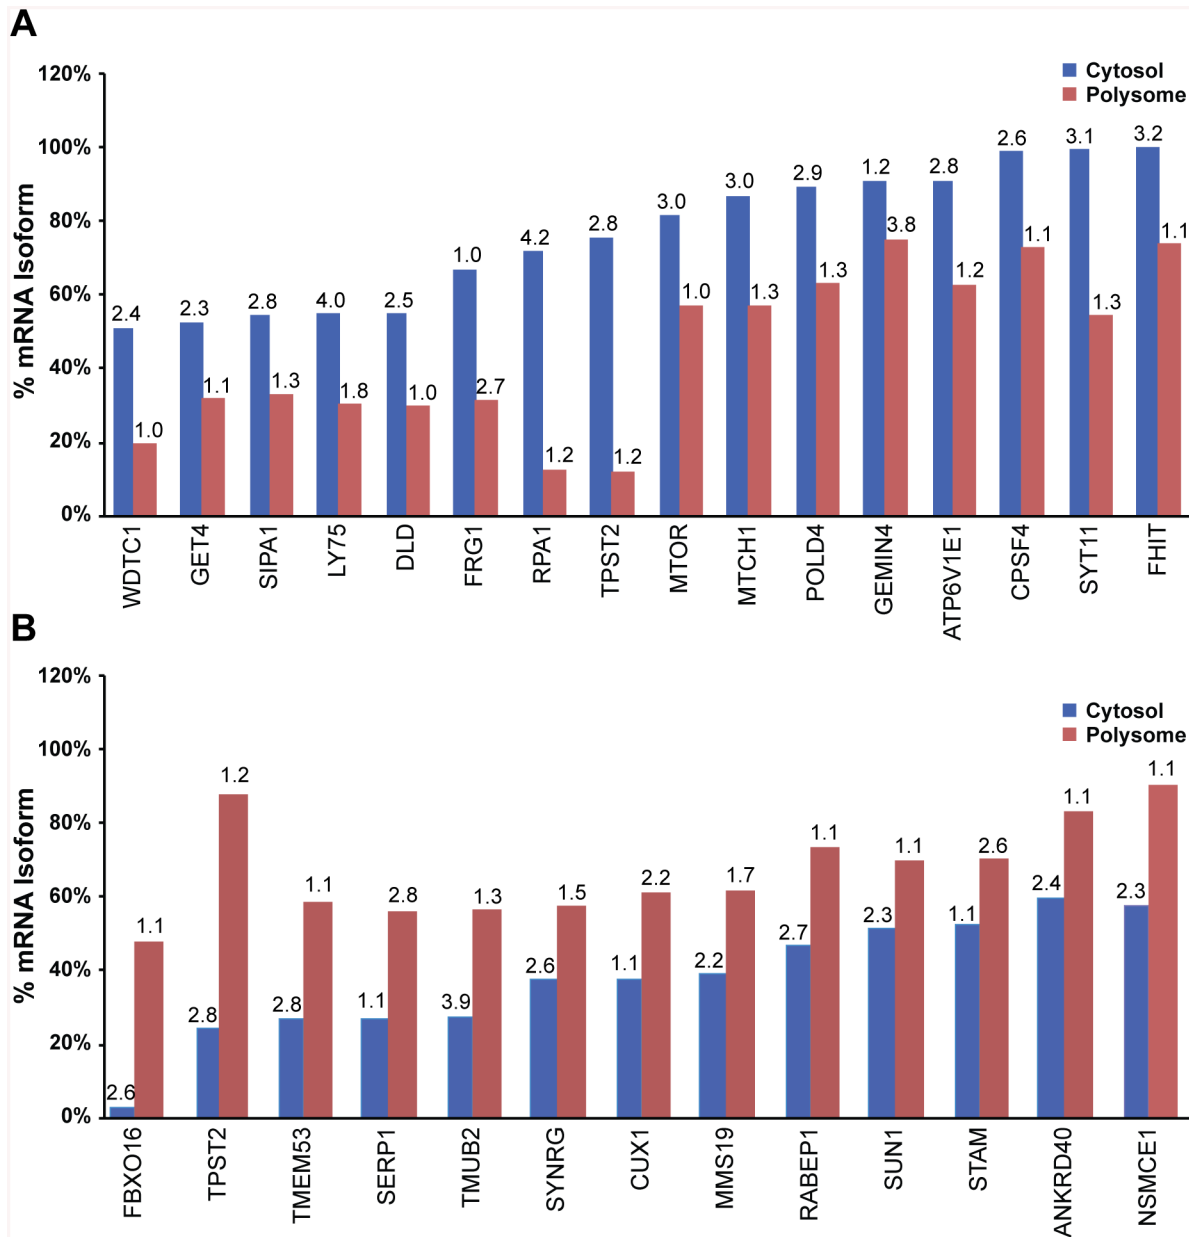 A
120%
Cytosol
Polysome
100%
80%
60%
40%
20%
0%
% mRNA Isoform
2.4 1.0 2.3 1.1 2.8 1.3 4.0 1.8 2.5 1.0 1.0 2.7 4.2 1.2 2.8 1.2 3.0 1.0 3.0 1.3 2.9 1.3 1.2 3.8 2.8 1.2 2.6 1.1 3.1 1.3 3.2 1.1
WDTC1 GET4 SIPA1 LY75 DLD FRG1 RPA1 TPST2 MTOR MTCH1 POLD4 GEMIN4 ATP6V1E1 CPSF4 SYT11 FHIT
B
120%
Cytosol
Polysome
100%
80%
60%
40%
20%
0%
% mRNA Isoform
2.6 1.1 2.8 1.2 2.8 1.1 1.1 2.8 3.9 1.3 2.6 1.5 1.1 2.2 2.2 1.7 2.7 1.1 2.3 1.1 1.1 2.6 2.4 1.1 2.3 1.1
FBXO16 TPST2 TMEM53 SERP1 TMUB2 SYNRG CUX1 MMS19 RABEP1 SUN1 STAM ANKRD40 NSMCE1